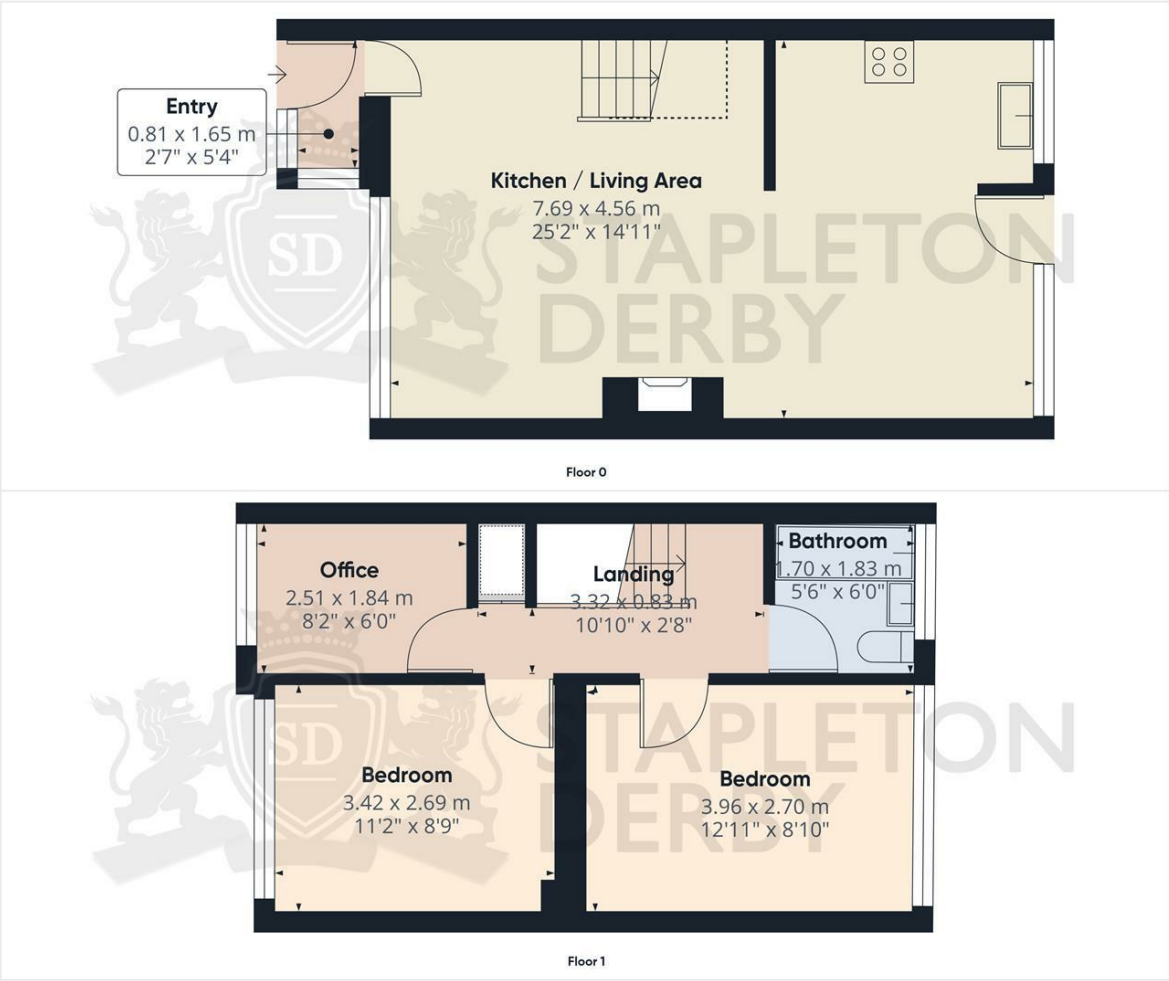 Entry
0.81 x 1.65 m
2'7" x 5'4"
Kitchen / Living Area
7.69 x 4.56 m
25'2" x 14'11"
SD
STAPLETON
DERBY
Floor 0
Office
2.51 x 1.84 m
8'2" x 6'0"
Landing
3.32 x 0.83 m
10'10" x 2'8"
Bathroom
1.70 x 1.83 m
5'6" x 6'0"
SD
STAPLETON
DERBY
Bedroom
3.42 x 2.69 m
11'2" x 8'9"
Bedroom
3.96 x 2.70 m
12'11" x 8'10"
Floor 1